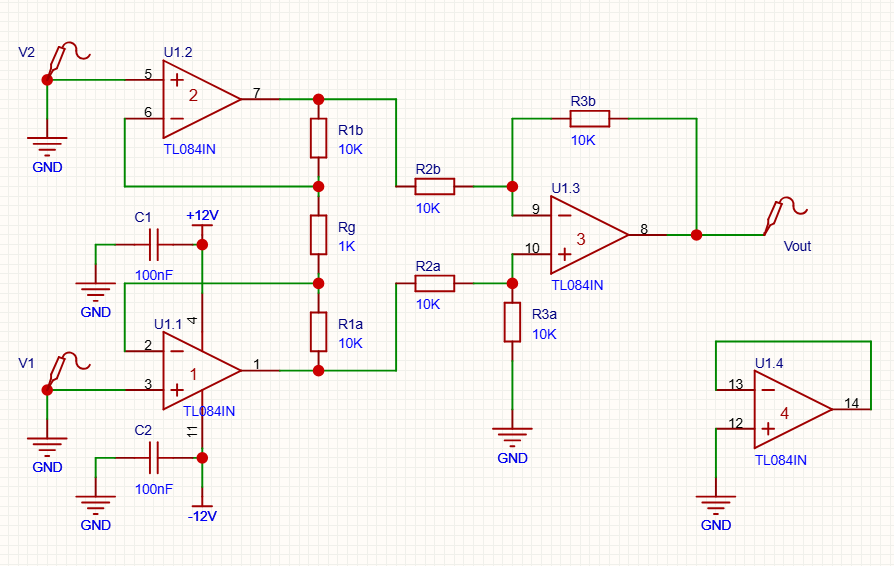 V2
5
6
U1.2
2
7
TL084IN
GND
R1b
10K
R2b
10K
R3b
10K
C1
100nF
GND
+12V
Rg
1K
U1.3
9
10
3
8
TL084IN
Vout
R2a
10K
R3a
10K
GND
V1
GND
U1.1
2
3
4
1
11
1
TL084IN
R1a
10K
C2
100nF
GND
-12V
U1.4
13
12
4
14
TL084IN
GND